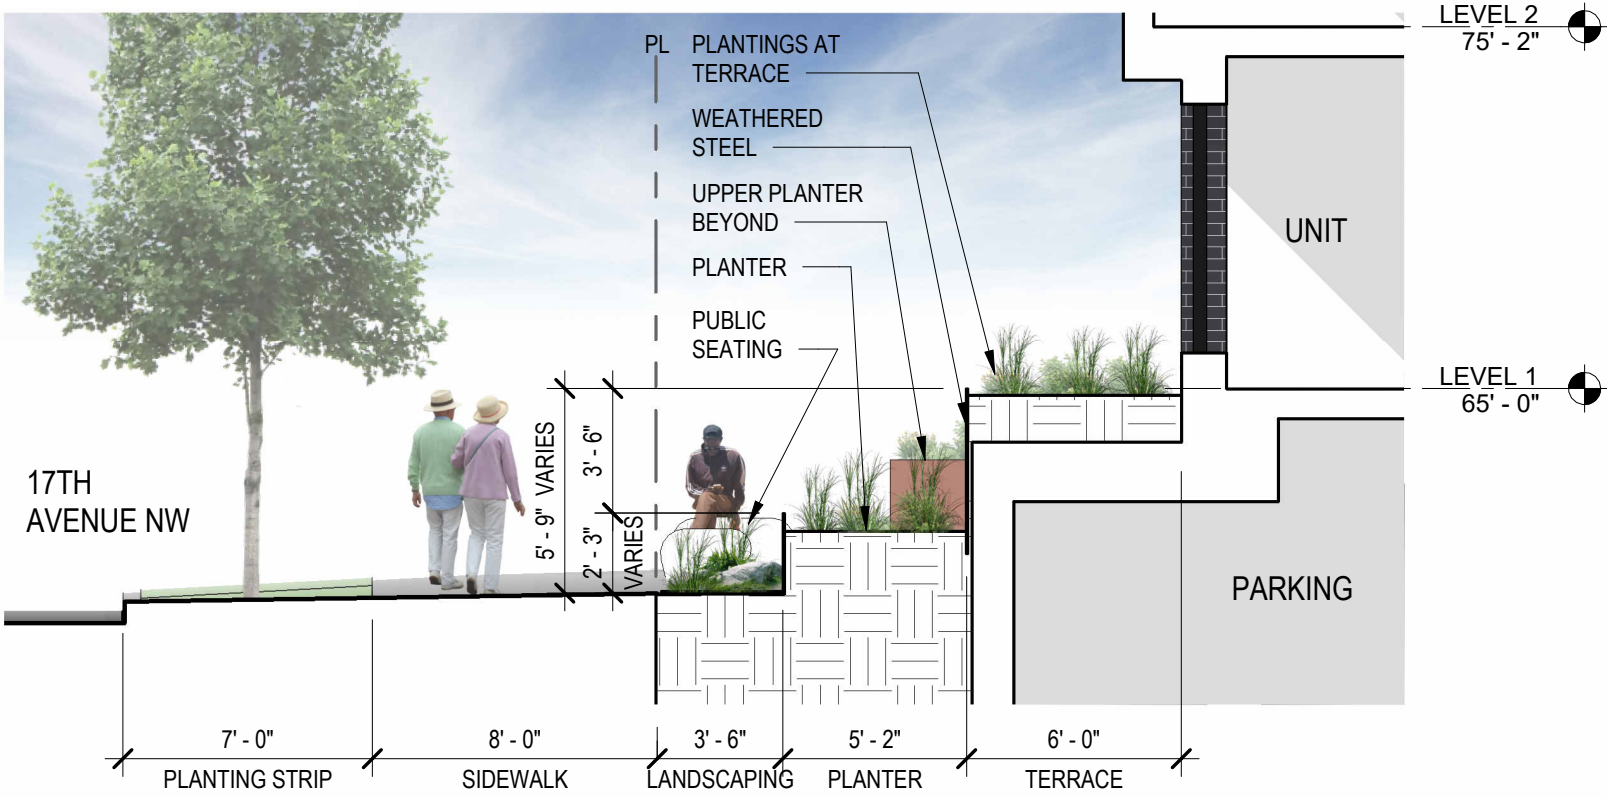 LEVEL 2
75' - 2"
PL
PLANTINGS AT
TERRACE
WEATHERED
STEEL
UPPER PLANTER
BEYOND
PLANTER
PUBLIC
SEATING
UNIT
LEVEL 1
65' - 0"
17TH
AVENUE NW
5' - 9" VARIES
3' - 6"
2' - 3"
VARIES
PARKING
7' - 0"
8' - 0"
3' - 6"
5' - 2"
6' - 0"
PLANTING STRIP
SIDEWALK
LANDSCAPING
PLANTER
TERRACE